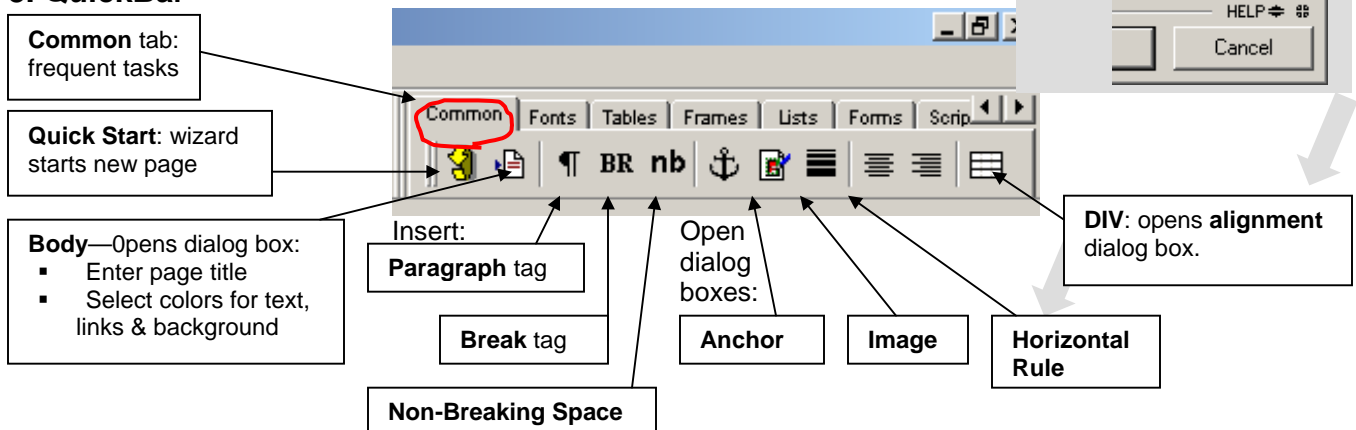 HELP
Cancel
Common tab:
frequent tasks
Common Fonts Tables Frames Lists Forms Scrip
Quick Start: wizard
starts new page
¶ BR nb
Body—0pens dialog box:
▪ Enter page title
▪ Select colors for text,
links & background
Insert:
Paragraph tag
Break tag
Non-Breaking Space
Open
dialog
boxes:
Anchor
Image
Horizontal
Rule
DIV: opens alignment
dialog box.